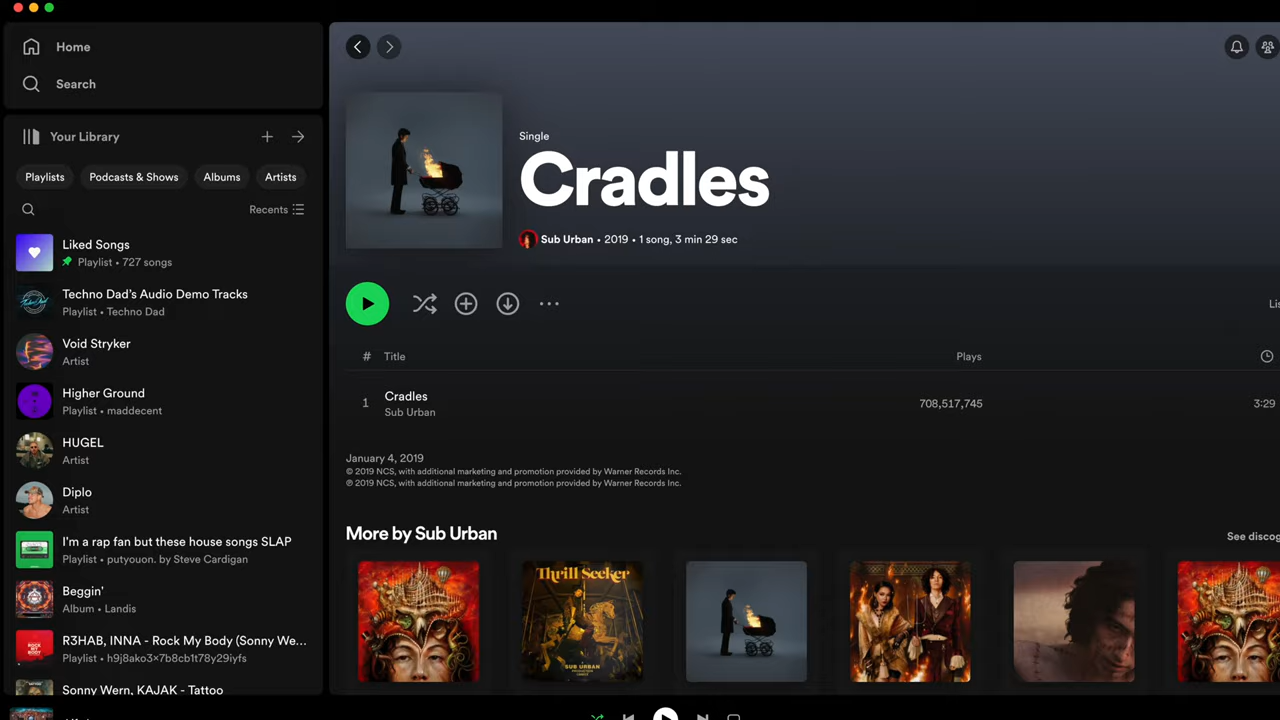 Home
Search
Your Library
Playlists
Podcasts & Shows
Albums
Artists
Recents
Liked Songs
Playlist • 727 songs
Techno Dad's Audio Demo Tracks
Playlist • Techno Dad
Void Stryker
Artist
Higher Ground
Playlist • maddecent
HUGEL
Artist
Diplo
Artist
I'm a rap fan but these house songs SLAP
Playlist • putyouon. by Steve Cardigan
Beggin'
Album • Landis
R3HAB, INNA - Rock My Body (Sonny We...
Playlist • h9j8ako3x7b8cb1t78y29iyfs
Sonny Wern, KAJAK - Tattoo
Single
Cradles
Sub Urban • 2019 • 1 song, 3 min 29 sec
# Title Plays
1 Cradles 708,517,745 3:29
Sub Urban
January 4, 2019
© 2019 NCS, with additional marketing and promotion provided by Warner Records Inc.
℗ 2019 NCS, with additional marketing and promotion provided by Warner Records Inc.
More by Sub Urban
See discog
Thrill Seeker
SUB URBAN